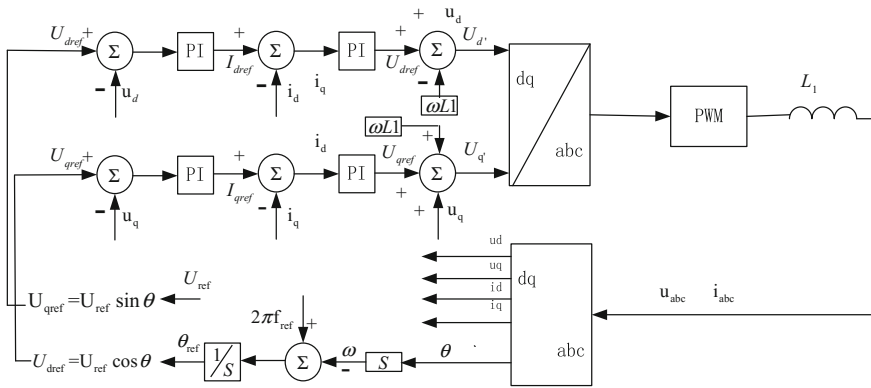 u_d
U_dref + Σ PI + Σ PI + + Σ U_d'
I_dref i_q U_dref
- u_d - i_d - ωL1
dq
abc
PWM
L_1
ωL1 +
i_d
U_qref + Σ PI + Σ PI U_qref + Σ U_q'
I_qref
- u_q - i_q + u_q
ud
uq
id
iq
dq
abc
u_abc i_abc
U_ref
U_qref =U_ref sin θ
2πf_ref +
U_dref =U_ref cos θ θ_ref 1/S Σ ω - S θ